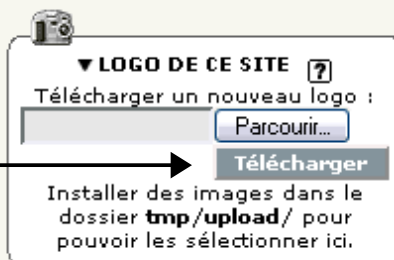 ▼LOGO DE CE SITE [?]
Télécharger un nouveau logo :
Parcourir...
Télécharger
Installer des images dans le
dossier tmp/upload/ pour
pouvoir les sélectionner ici.